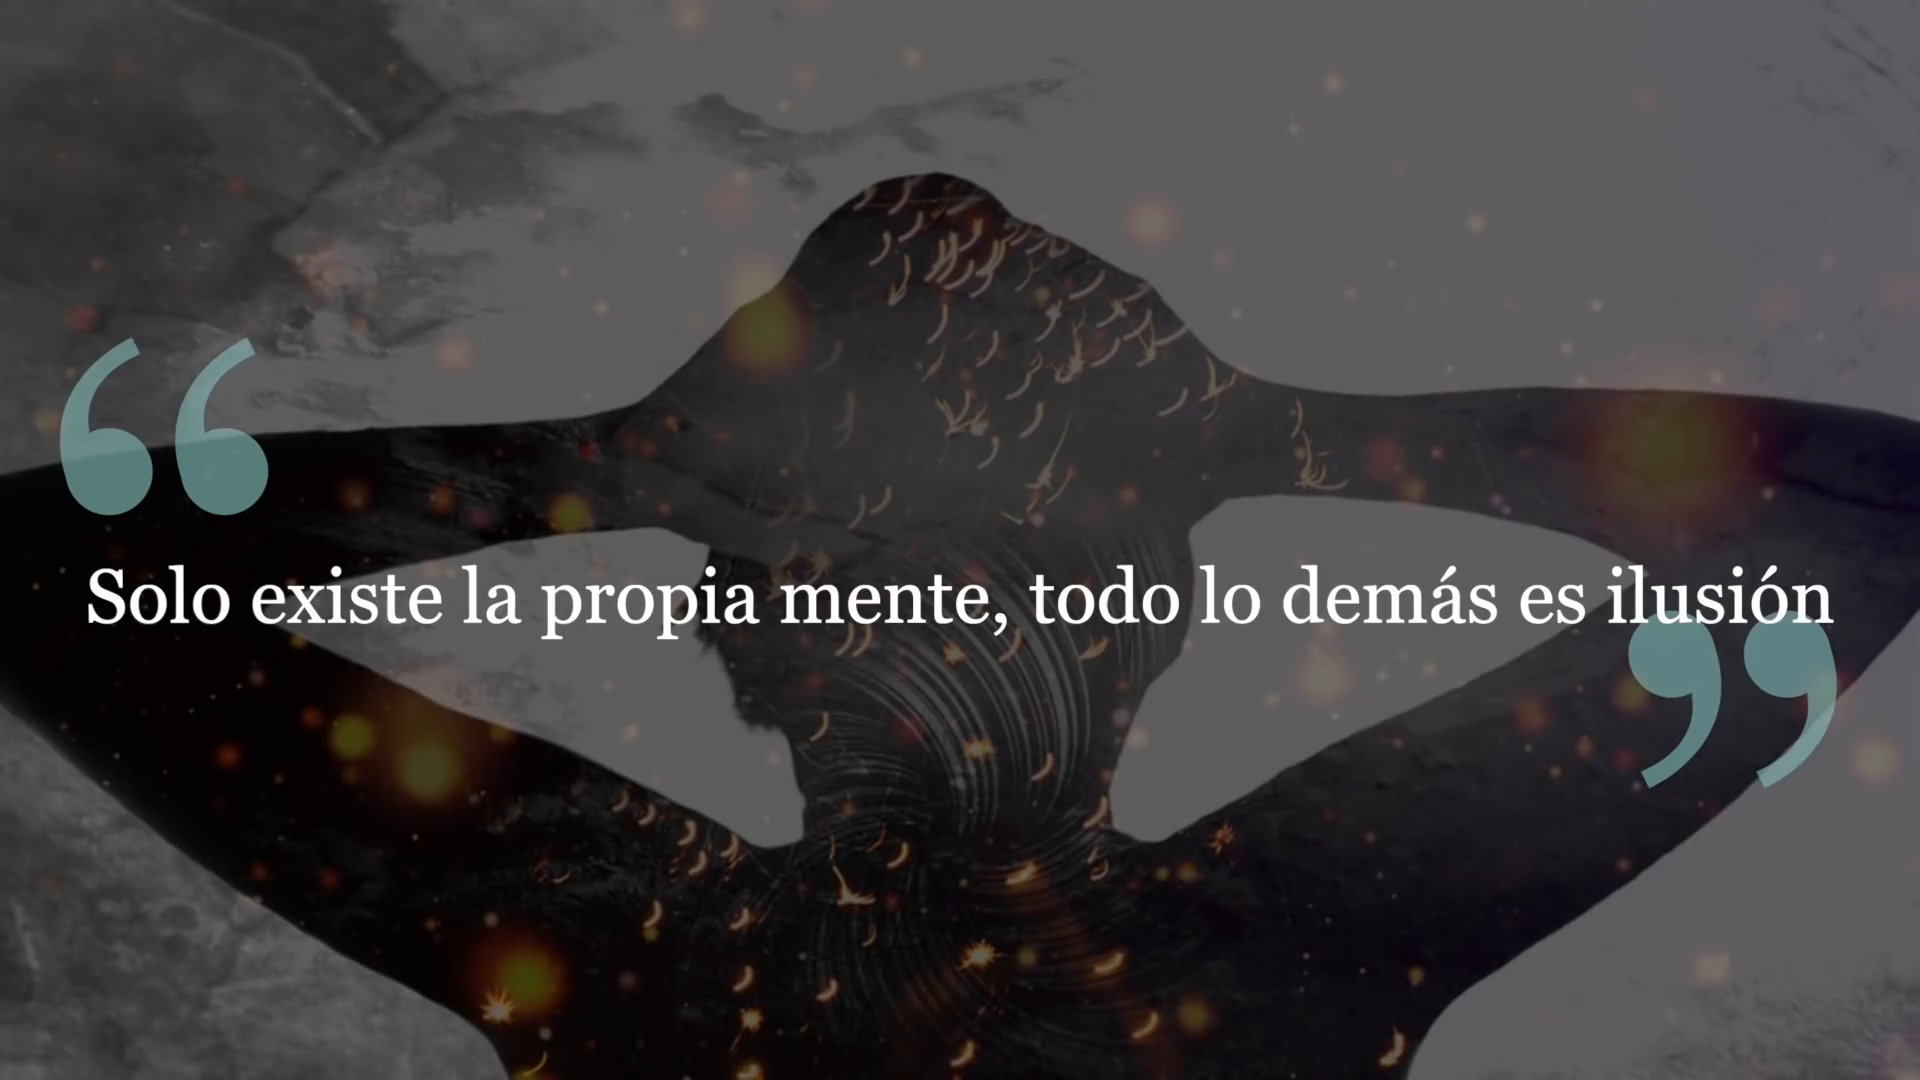 “Solo existe la propia mente, todo lo demás es ilusión”